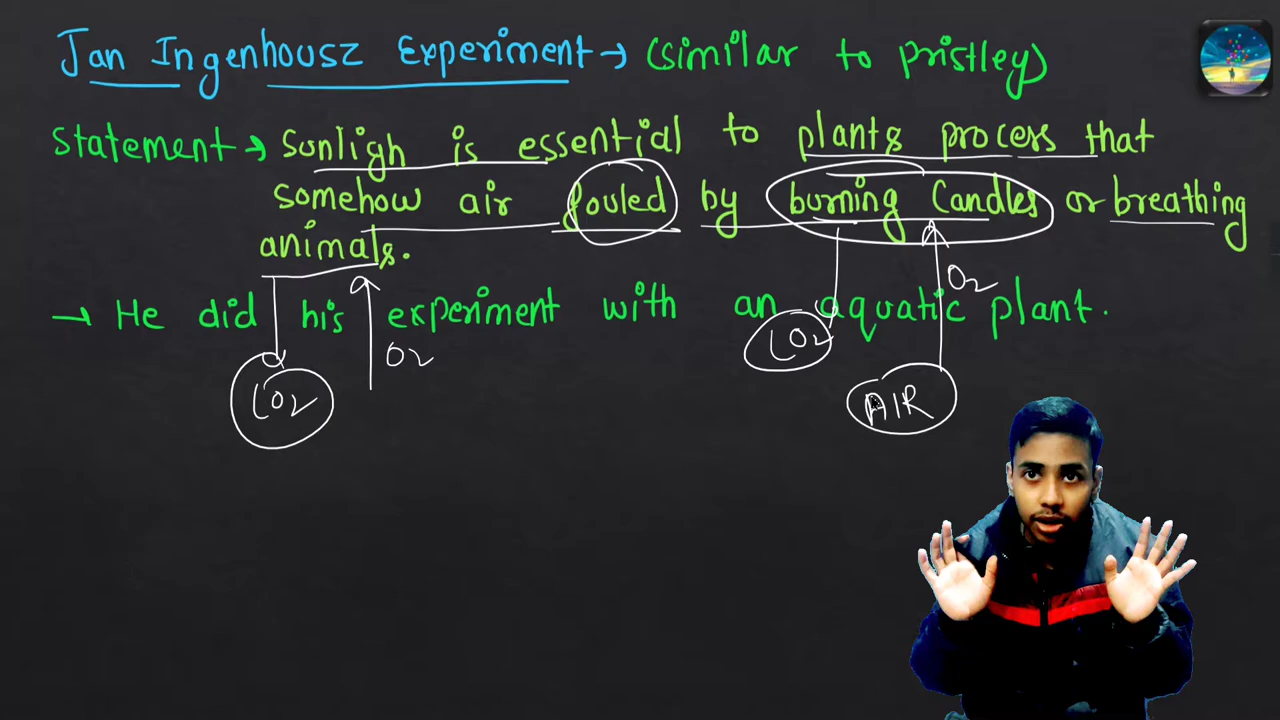 Jan Ingenhousz Experiment → (similar to pristley)
Statement → Sunligh is essential to plants process that
somehow air fouled by burning Candles or breathing
animals.
→ He did his experiment with an aquatic plant.
O2
CO2
O2
CO2
AIR